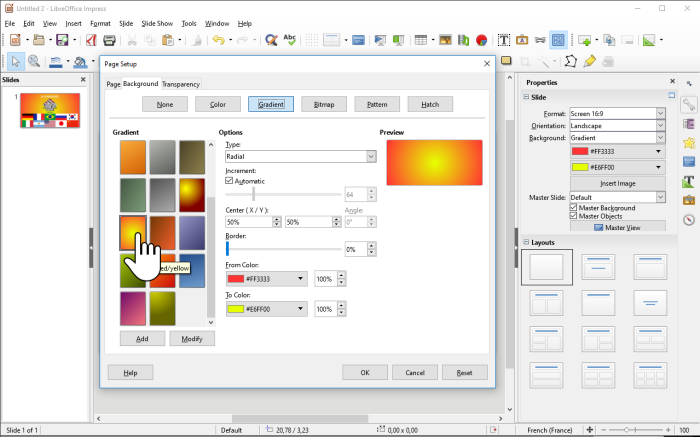 Untitled 2 - LibreOffice Impress
File Edit View Insert Format Slide Slide Show Tools Window Help
Slides
1
Page Setup
Page Background Transparency
None Color Gradient Bitmap Pattern Hatch
Gradient
ed/yellow
Add Modify
Options
Type:
Radial
Increment:
Automatic
64
Center ( X / Y ):
50% 50%
Angle:
0°
Border:
0%
From Color:
#FF3333 100%
To Color:
#E6FF00 100%
Preview
Help OK Cancel Reset
Properties
Slide
Format: Screen 16:9
Orientation: Landscape
Background: Gradient
#FF3333
#E6FF00
Insert Image
Master Slide: Default
Master Background
Master Objects
Master View
Layouts
Slide 1 of 1 Default 20,78 / 3,23 0,00 x 0,00 French (France) 100